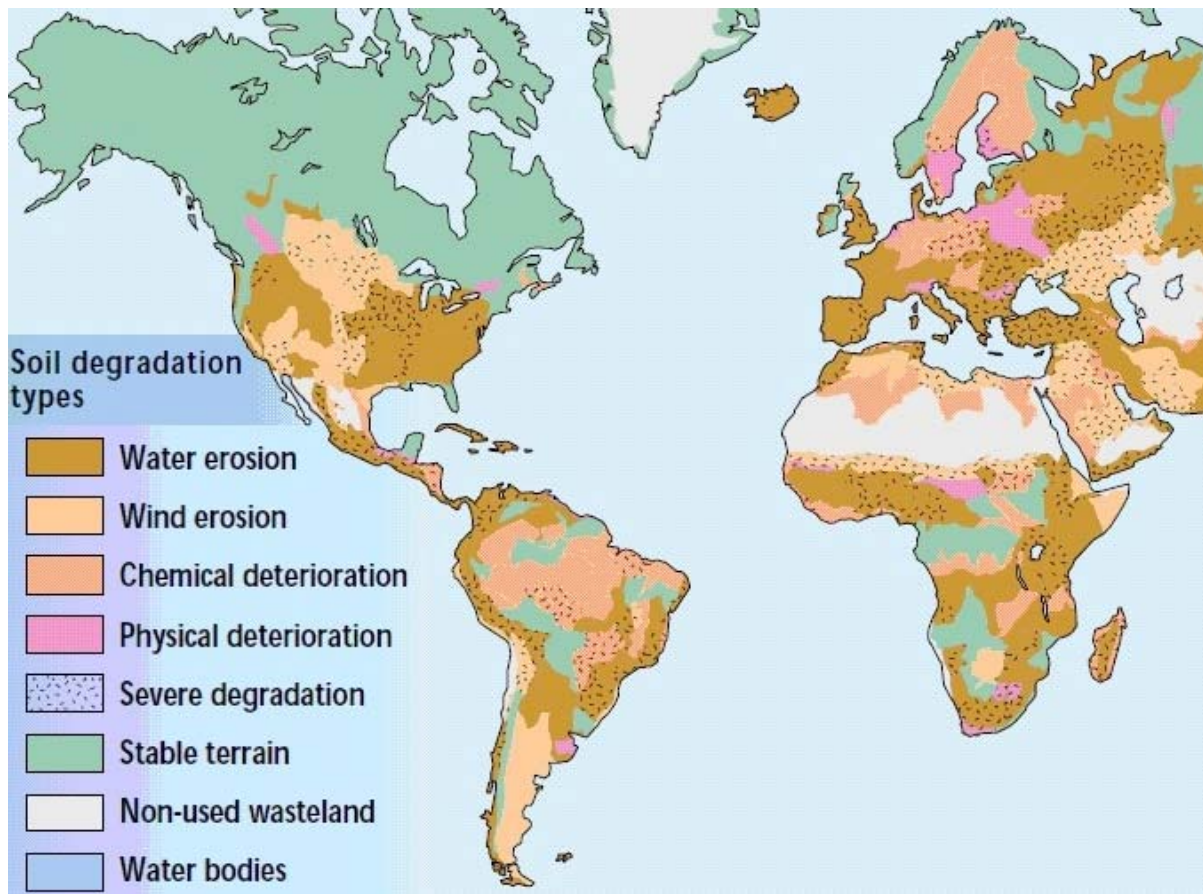 Soil degradation
types
Water erosion
Wind erosion
Chemical deterioration
Physical deterioration
Severe degradation
Stable terrain
Non-used wasteland
Water bodies